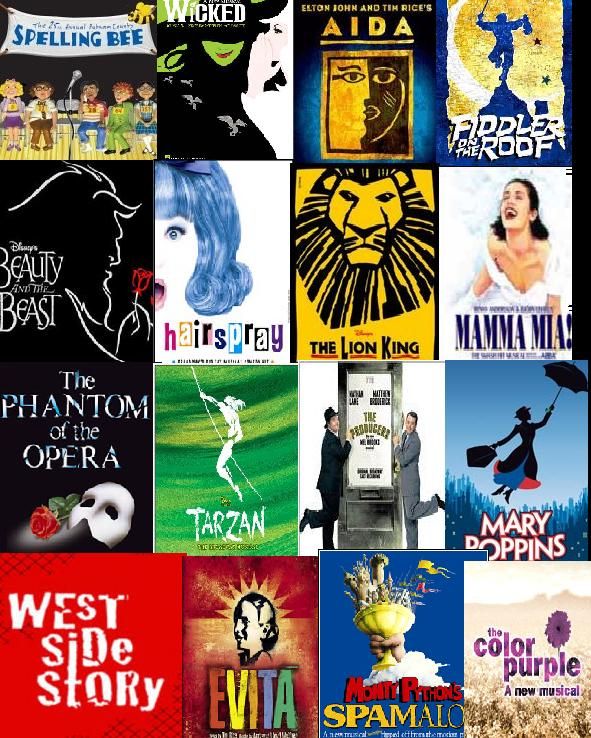 The 25th Annual Putnam County
SPELLING BEE
WICKED
ELTON JOHN AND TIM RICE'S
AIDA
FIDDLER
ON THE ROOF
Disney's
BEAUTY
AND THE
BEAST
hairspray
Disney's
THE LION KING
MAMMA MIA!
The
PHANTOM
of the
OPERA
TARZAN
NATHAN LANE
MATTHEW BRODERICK
THE
PRODUCERS
MARY
POPPINS
WEST
SiDe
STORY
EVITA
MONTY PYTHON'S
SPAMALO
the
color
purple
A new musical